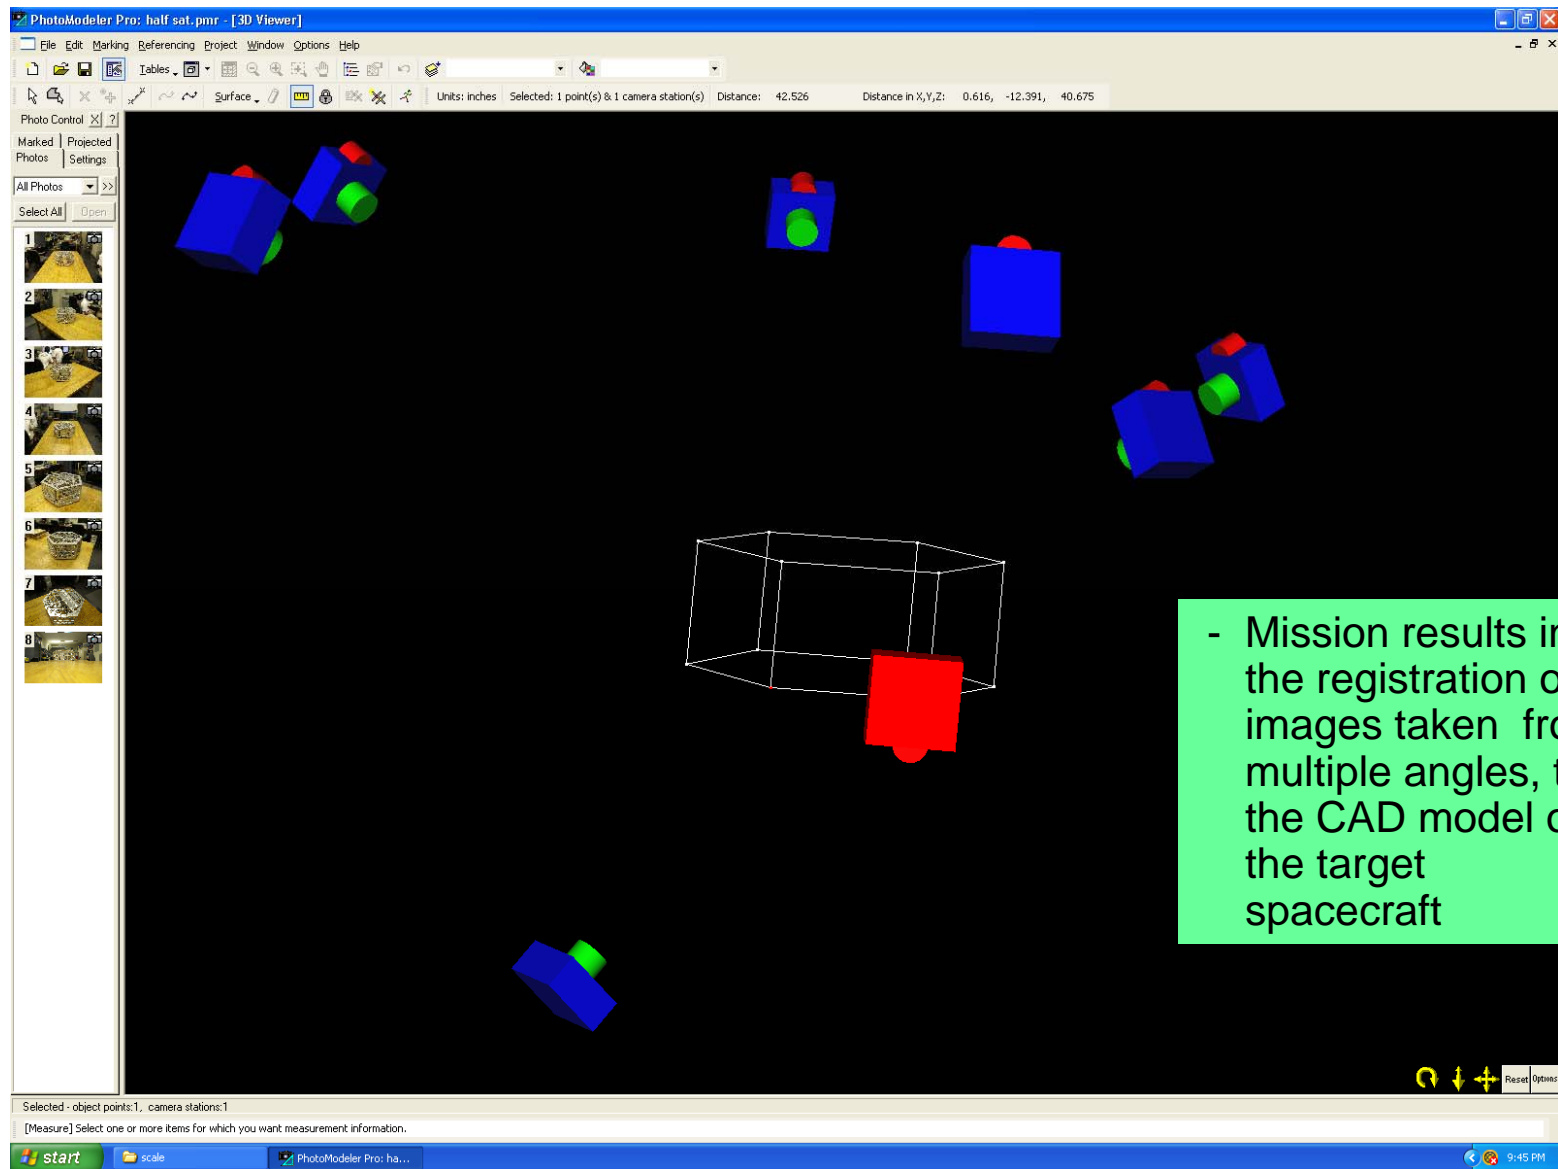 PhotoModeler Pro: half sat.pmr - [3D Viewer]
File Edit Marking Referencing Project Window Options Help
Tables
Surface Units: inches Selected: 1 point(s) & 1 camera station(s) Distance: 42.526 Distance in X,Y,Z: 0.616, -12.391, 40.675
Photo Control X ?
Marked Projected
Photos Settings
All Photos >>
Select All Open
1
2
3
4
5
6
7
8
- Mission results in
the registration
images taken
multiple angles,
the CAD model
the target
spacecraft
Reset Options
Selected - object points:1, camera stations:1
[Measure] Select one or more items for which you want measurement information.
start scale PhotoModeler Pro: ha... 9:45 PM